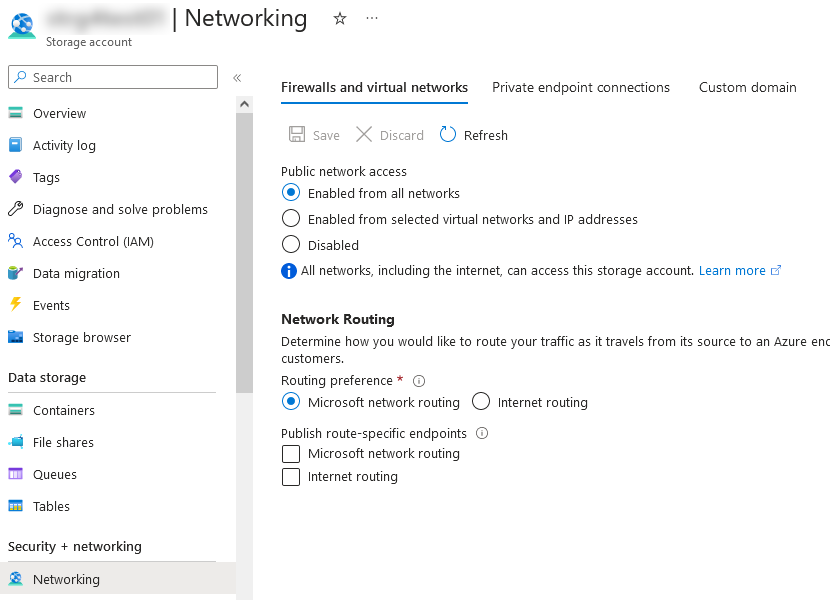 | Networking
Storage account
Search
Overview
Activity log
Tags
Diagnose and solve problems
Access Control (IAM)
Data migration
Events
Storage browser
Data storage
Containers
File shares
Queues
Tables
Security + networking
Networking
Firewalls and virtual networks
Private endpoint connections
Custom domain
Save
Discard
Refresh
Public network access
Enabled from all networks
Enabled from selected virtual networks and IP addresses
Disabled
All networks, including the internet, can access this storage account. Learn more
Network Routing
Determine how you would like to route your traffic as it travels from its source to an Azure
customers.
Routing preference *
Microsoft network routing
Internet routing
Publish route-specific endpoints
Microsoft network routing
Internet routing